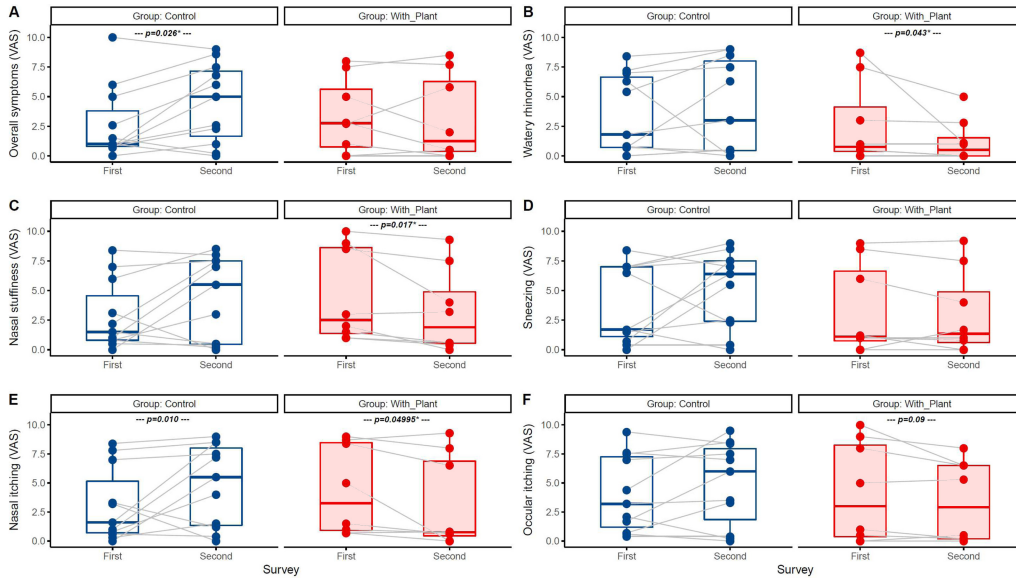 A
Group: Control
Group: With_Plant
--- p=0.026* ---
Overall symptoms (VAS)
10.0
7.5
5.0
2.5
0.0
First
Second
First
Second
B
Group: Control
Group: With_Plant
--- p=0.043* ---
Watery rhinorrhea (VAS)
10.0
7.5
5.0
2.5
0.0
First
Second
First
Second
C
Group: Control
Group: With_Plant
--- p=0.017* ---
Nasal stuffiness (VAS)
10.0
7.5
5.0
2.5
0.0
First
Second
First
Second
D
Group: Control
Group: With_Plant
Sneezing (VAS)
10.0
7.5
5.0
2.5
0.0
First
Second
First
Second
E
Group: Control
Group: With_Plant
--- p=0.010 ---
--- p=0.04995* ---
Nasal itching (VAS)
10.0
7.5
5.0
2.5
0.0
First
Second
First
Second
Survey
F
Group: Control
Group: With_Plant
--- p=0.09 ---
Occular itching (VAS)
10.0
7.5
5.0
2.5
0.0
First
Second
First
Second
Survey